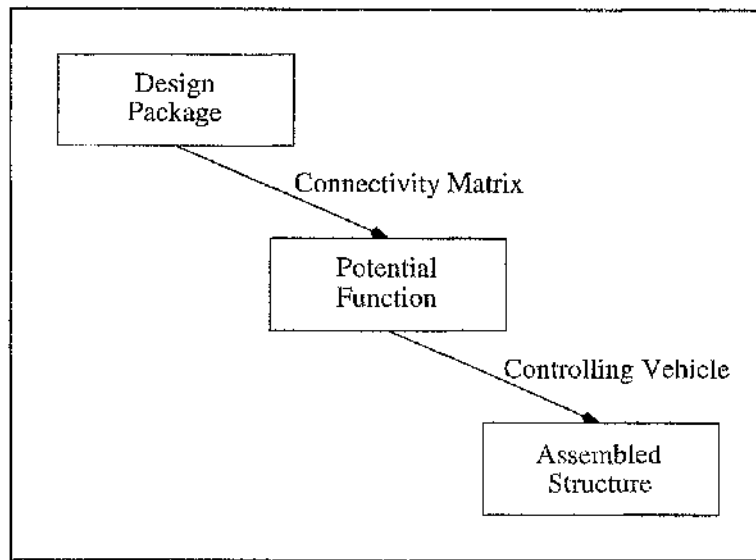 Design
Package
Connectivity Matrix
Potential
Function
Controlling Vehicle
Assembled
Structure